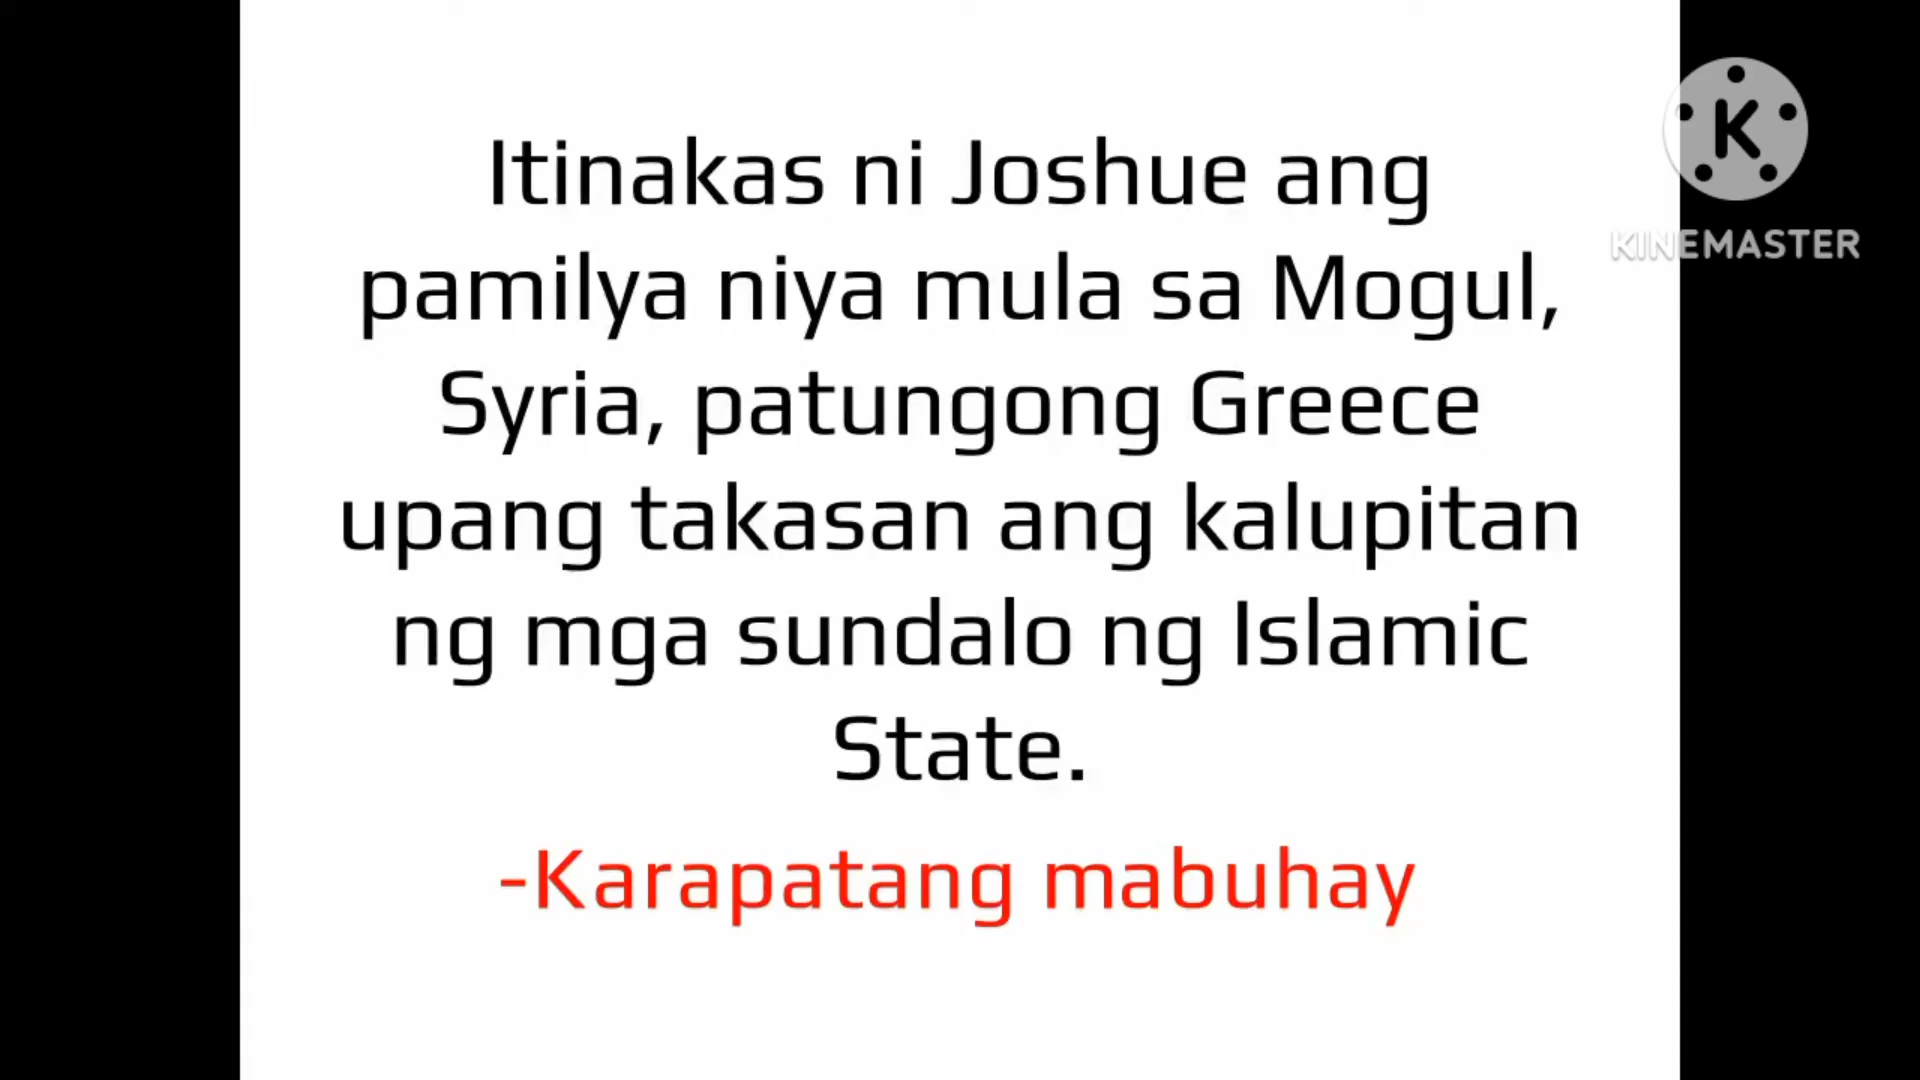 Itinakas ni Joshue ang
pamilya niya mula sa Mogul,
Syria, patungong Greece
upang takasan ang kalupitan
ng mga sundalo ng Islamic
State.
-Karapatang mabuhay
K
KINEMASTER